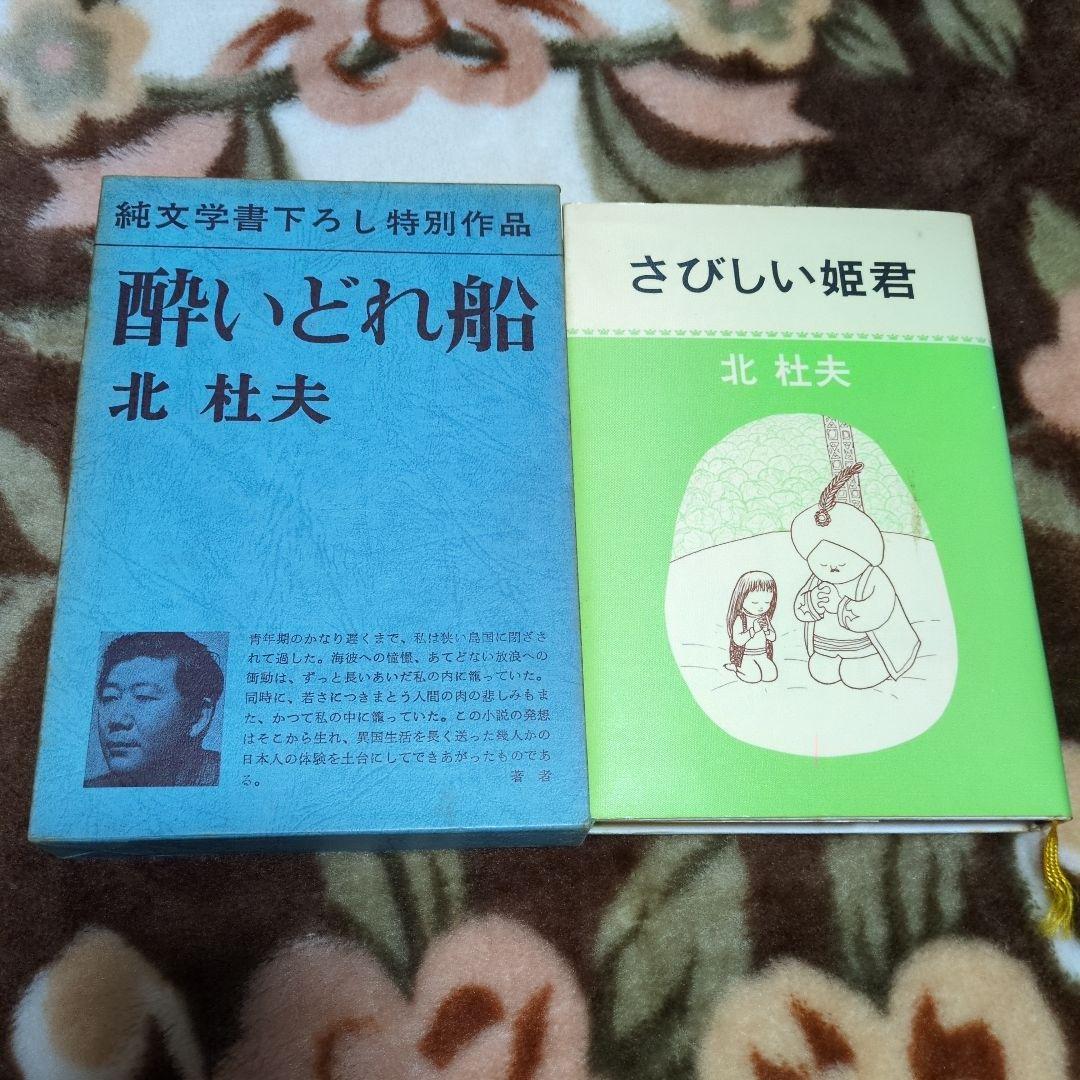 純文学書下ろし特別作品
酔いどれ船
北 杜夫
青年期のかなり遅くまで、私は狭い島国に閉ざさ
れて過した。海彼への憧憬、あてどない放浪への
衝動は、ずっと長いあいだ私の内に籠っていた。
同時に、若さにつきまとう人間の肉の悲しみもま
た、かつて私の中に籠っていた。この小説の発想
はそこから生れ、異国生活を長く送った幾人かの
日本人の体験を土台にしてできあがったものであ
る。
著者
さびしい姫君
北 杜夫